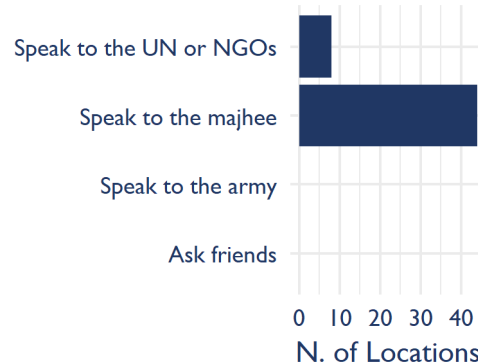 Speak to the UN or NGOs
Speak to the majhee
Speak to the army
Ask friends
0 10 20 30 40
N. of Locations